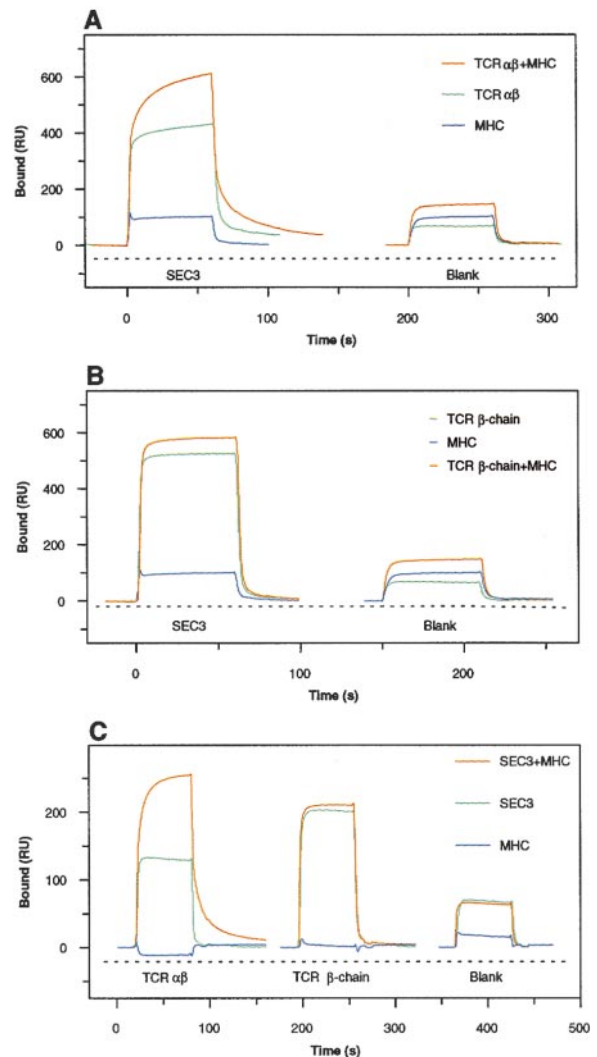 A
TCR αβ+MHC
TCR αβ
MHC
Bound (RU)
600
400
200
0
SEC3
Blank
0
100
200
300
Time (s)
B
TCR β-chain
MHC
TCR β-chain+MHC
Bound (RU)
600
400
200
0
SEC3
Blank
0
100
200
Time (s)
C
SEC3+MHC
SEC3
MHC
Bound (RU)
200
100
0
TCR αβ
TCR β-chain
Blank
0
100
200
300
400
500
Time (s)